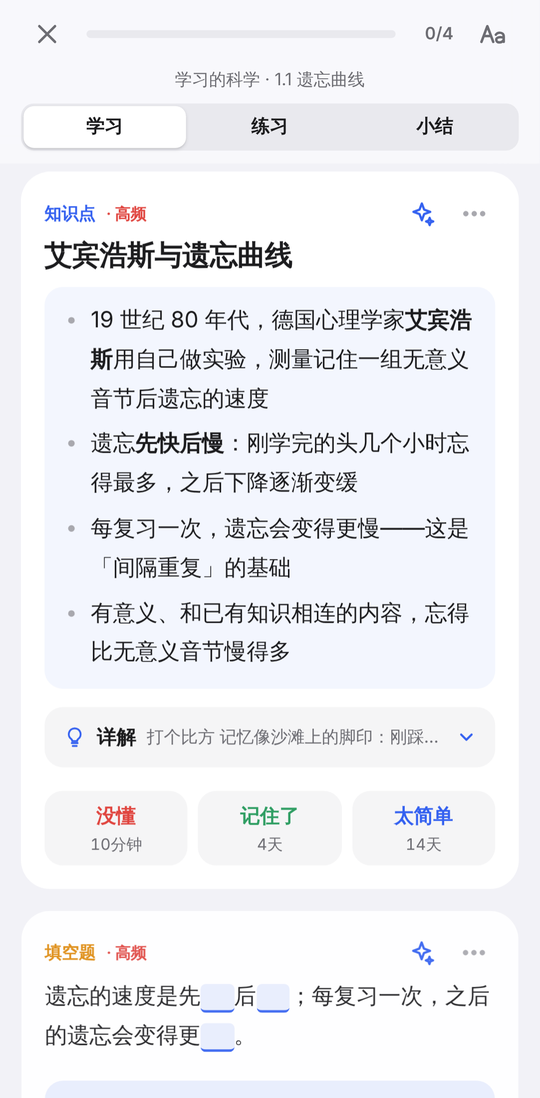 0/4
Aa
学习的科学 · 1.1 遗忘曲线
学习
练习
小结
知识点 · 高频
艾宾浩斯与遗忘曲线
19 世纪 80 年代，德国心理学家艾宾浩
斯用自己做实验，测量记住一组无意义
音节后遗忘的速度
遗忘先快后慢：刚学完的头几个小时忘
得最多，之后下降逐渐变缓
每复习一次，遗忘会变得更慢——这是
「间隔重复」的基础
有意义、和已有知识相连的内容，忘得
比无意义音节慢得多
详解 打个比方 记忆像沙滩上的脚印：刚踩...
没懂
10分钟
记住了
4天
太简单
14天
填空题 · 高频
遗忘的速度是先 后 ；每复习一次，之后
的遗忘会变得更 。